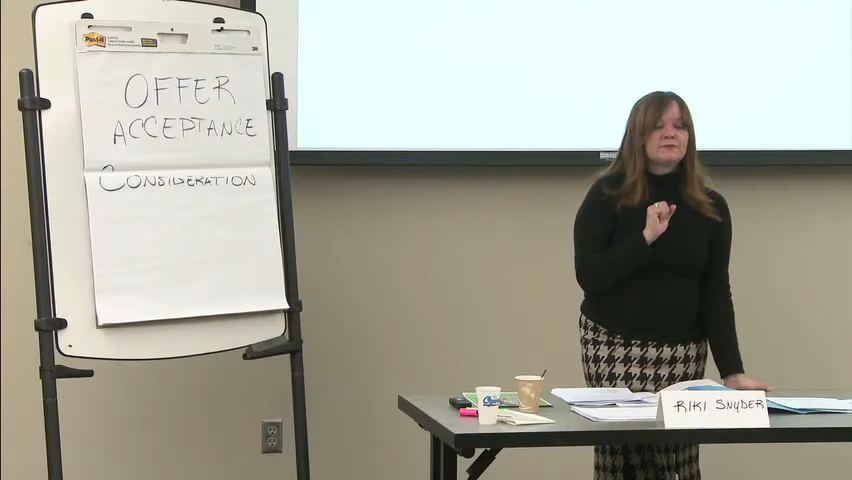 Post-it
OFFER
ACCEPTANCE
CONSIDERATION
RIKI SNYDER